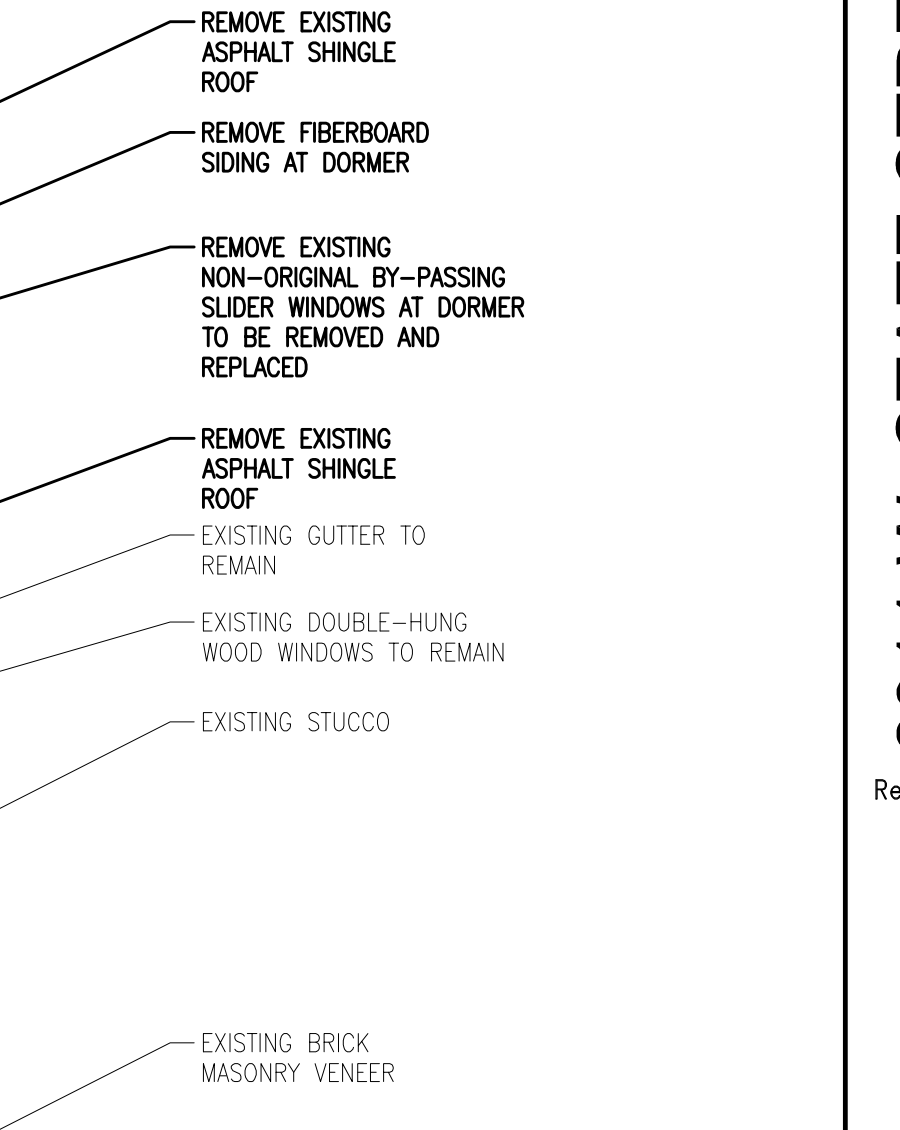 REMOVE EXISTING
ASPHALT SHINGLE
ROOF
REMOVE FIBERBOARD
SIDING AT DORMER
REMOVE EXISTING
NON-ORIGINAL BY-PASSING
SLIDER WINDOWS AT DORMER
TO BE REMOVED AND
REPLACED
REMOVE EXISTING
ASPHALT SHINGLE
ROOF
EXISTING GUTTER TO
REMAIN
EXISTING DOUBLE-HUNG
WOOD WINDOWS TO REMAIN
EXISTING STUCCO
EXISTING BRICK
MASONRY VENEER